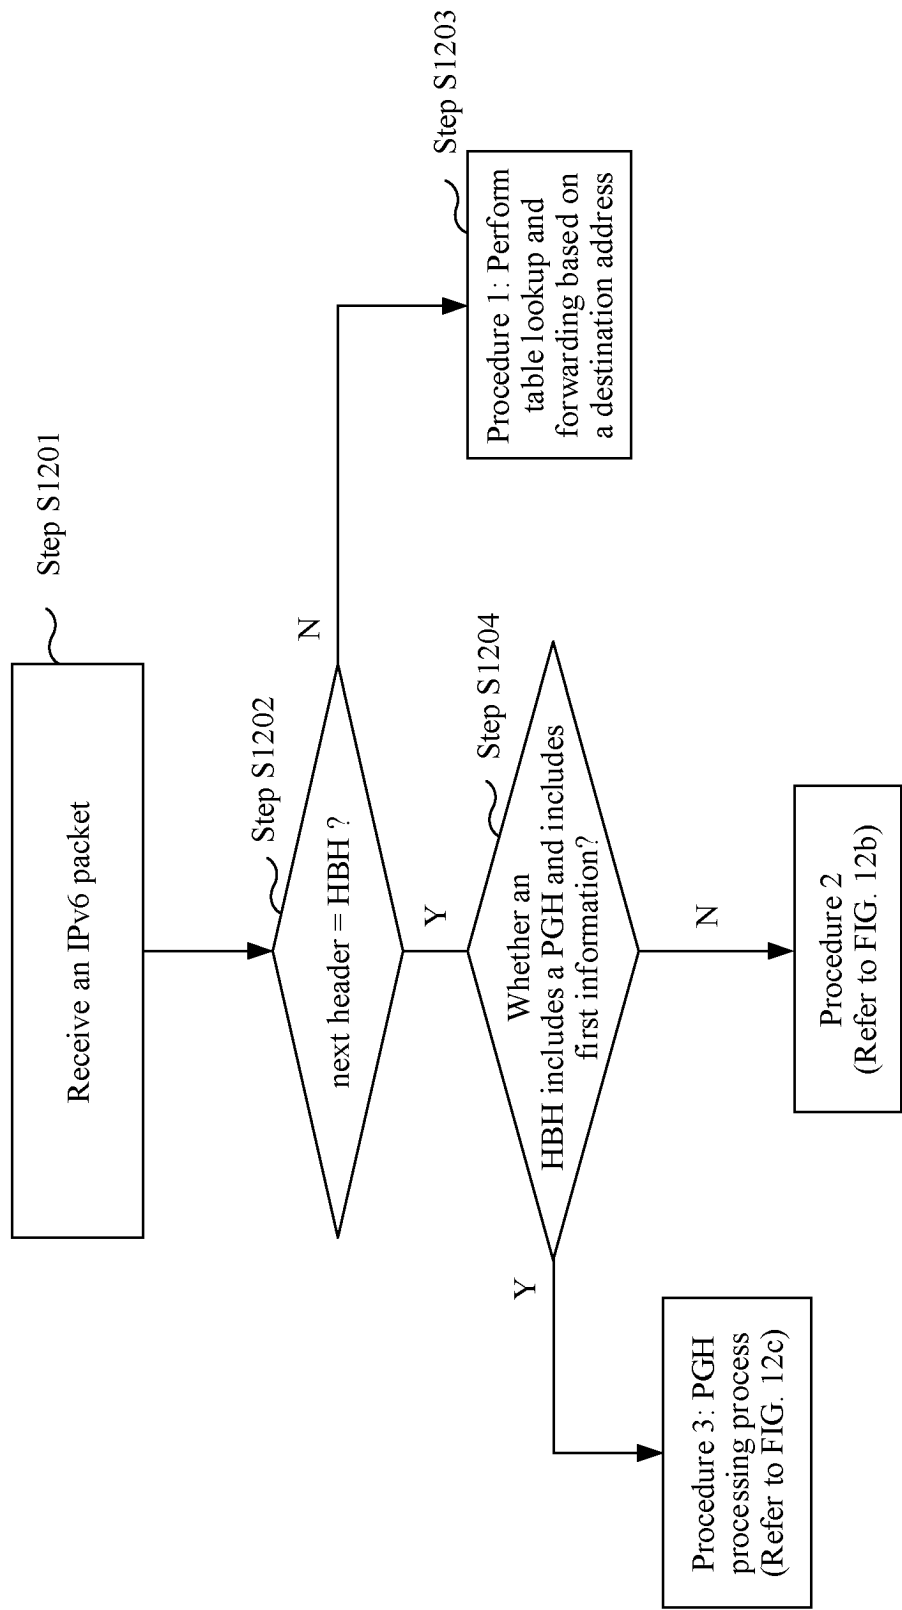 Step S1201
Receive an IPv6 packet
Step S1202
next header = HBH ?
N
Step S1203
Procedure 1: Perform
table lookup and
forwarding based on
a destination address
Y
Step S1204
Whether an
HBH includes a PGH and includes
first information?
Y
N
Procedure 3: PGH
processing process
(Refer to FIG. 12c)
Procedure 2
(Refer to FIG. 12b)